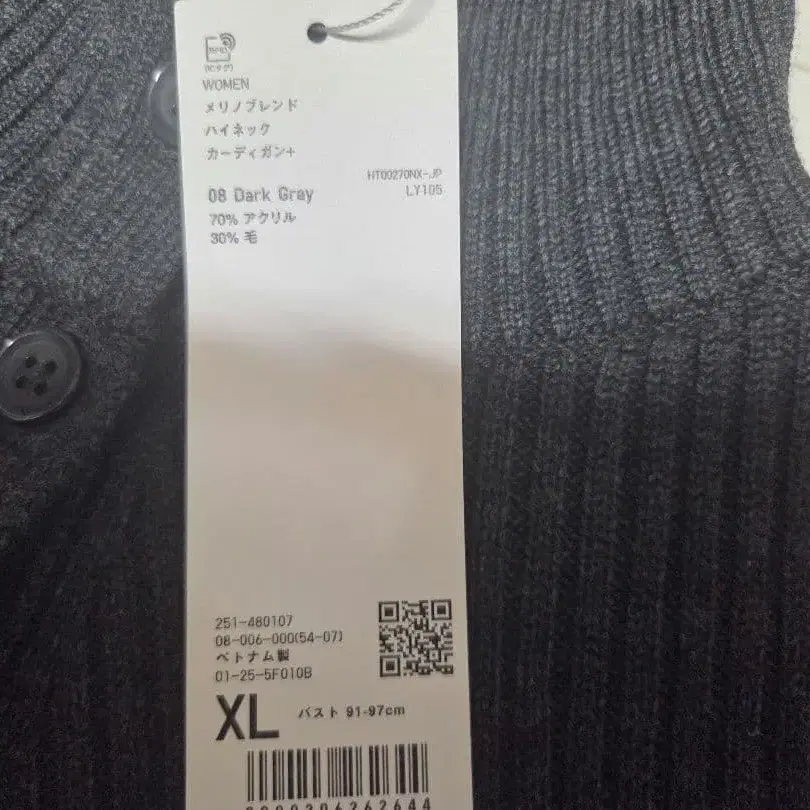 (ICタグ)
WOMEN
メリノブレンド
ハイネック
カーディガン+
HT00270NX-JP
LY105
08 Dark Gray
70% アクリル
30% 毛
251-480107
08-006-000(54-07)
ベトナム製
01-25-5F010B
XL バスト 91-97cm